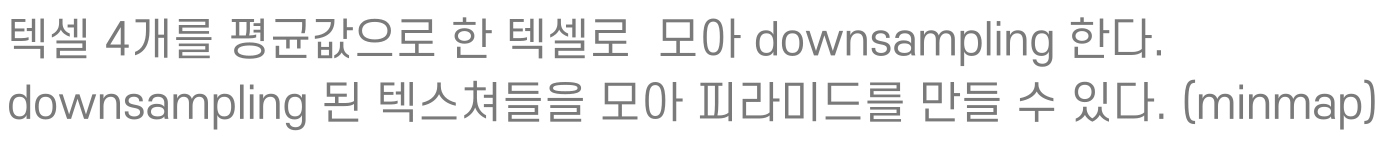 텍셀 4개를 평균값으로 한 텍셀로 모아 downsampling 한다.
downsampling 된 텍스쳐들을 모아 피라미드를 만들 수 있다. (minmap)